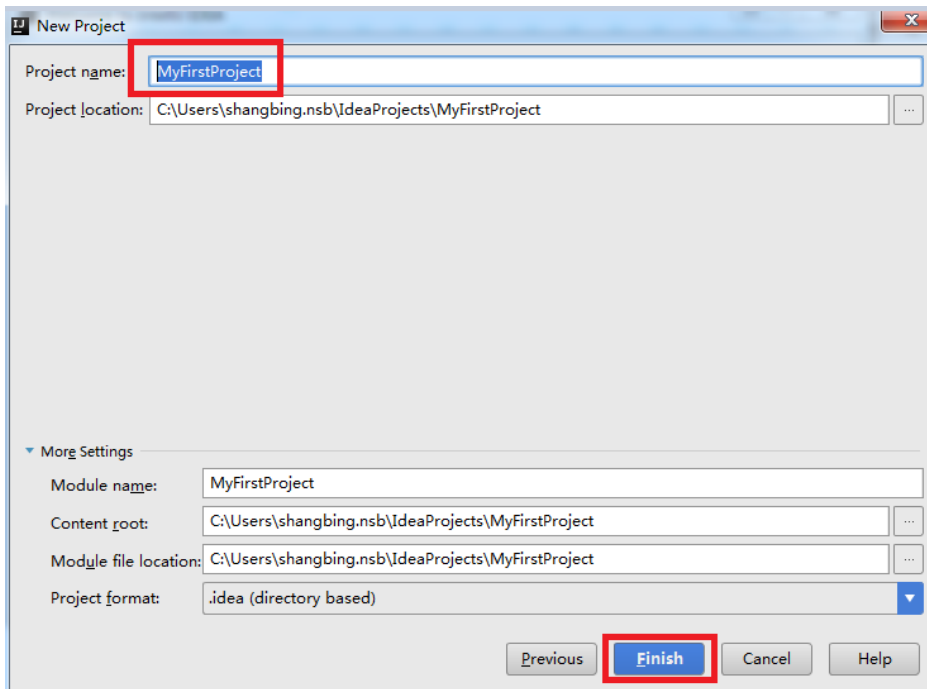 New Project
Project name: MyFirstProject
Project location: C:\Users\shangbing.nsb\IdeaProjects\MyFirstProject ...
More Settings
Module name: MyFirstProject
Content root: C:\Users\shangbing.nsb\IdeaProjects\MyFirstProject ...
Module file location: C:\Users\shangbing.nsb\IdeaProjects\MyFirstProject ...
Project format: .idea (directory based)
Previous Finish Cancel Help